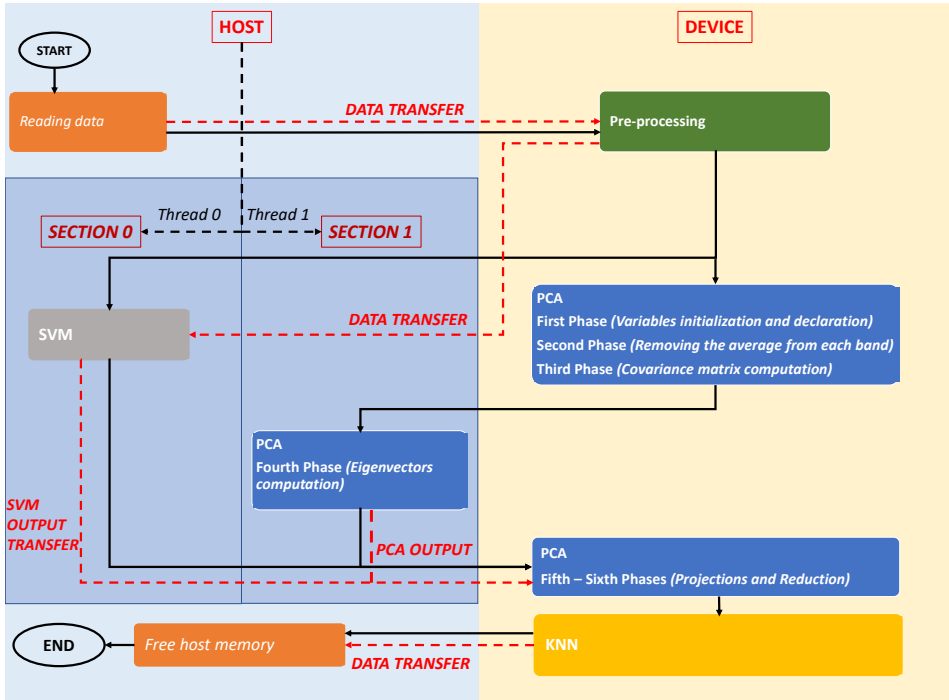 HOST
DEVICE
START
Reading data
DATA TRANSFER
Pre-processing
Thread 0
Thread 1
SECTION 0
SECTION 1
SVM
DATA TRANSFER
PCA
First Phase (Variables initialization and declaration)
Second Phase (Removing the average from each band)
Third Phase (Covariance matrix computation)
PCA
Fourth Phase (Eigenvectors
computation)
SVM
OUTPUT
TRANSFER
PCA OUTPUT
PCA
Fifth – Sixth Phases (Projections and Reduction)
END
Free host memory
DATA TRANSFER
KNN